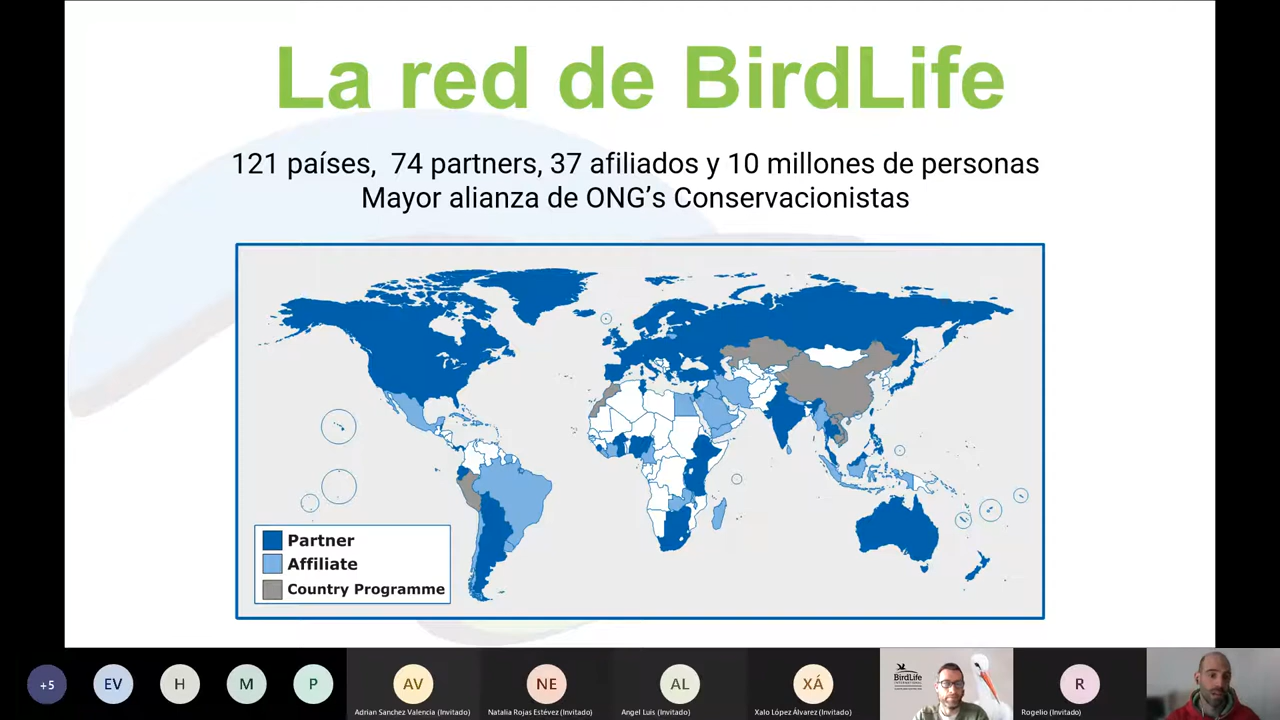 La red de BirdLife
121 países, 74 partners, 37 afiliados y 10 millones de personas
Mayor alianza de ONG's Conservacionistas
Partner
Affiliate
Country Programme
+5
EV
H
M
P
AV
NE
AL
XÁ
R
BirdLife
INTERNATIONAL
Adrian Sanchez Valencia (Invitado)
Natalia Rojas Estévez (Invitado)
Angel Luis (Invitado)
Xalo López Álvarez (Invitado)
Rogelio (Invitado)